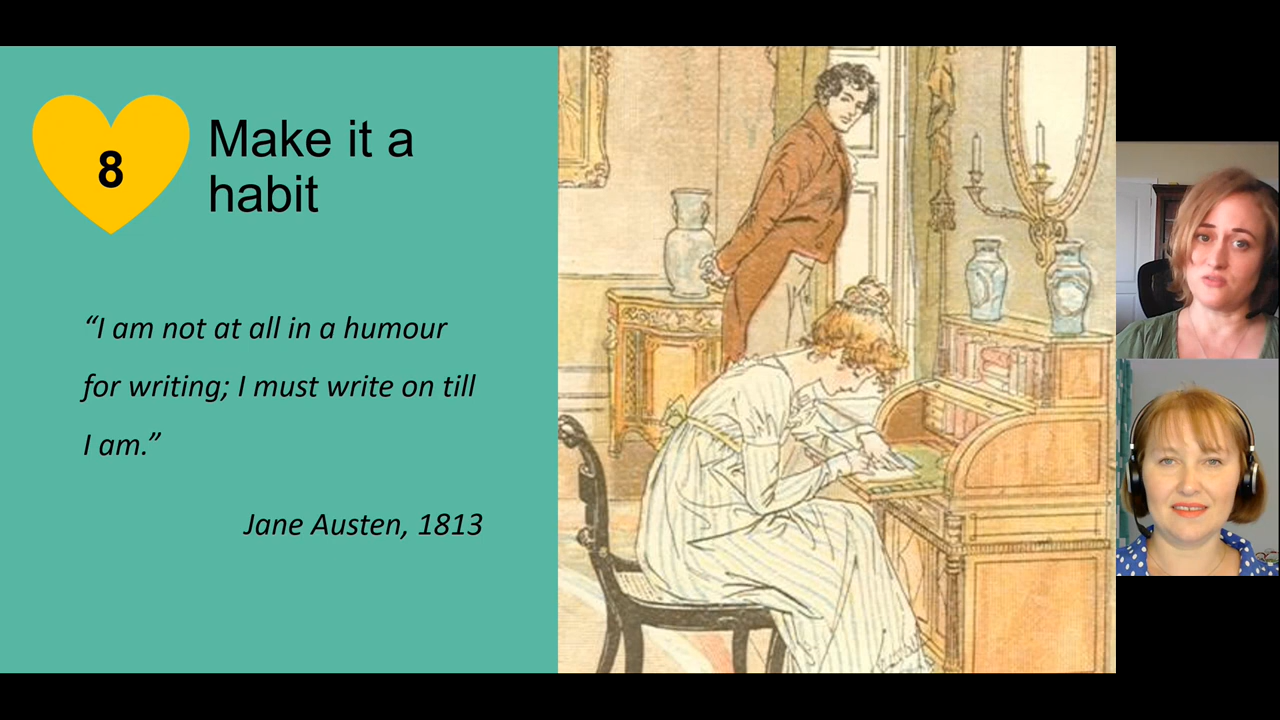 8
Make it a
habit
“I am not at all in a humour
for writing; I must write on till
I am.”
Jane Austen, 1813